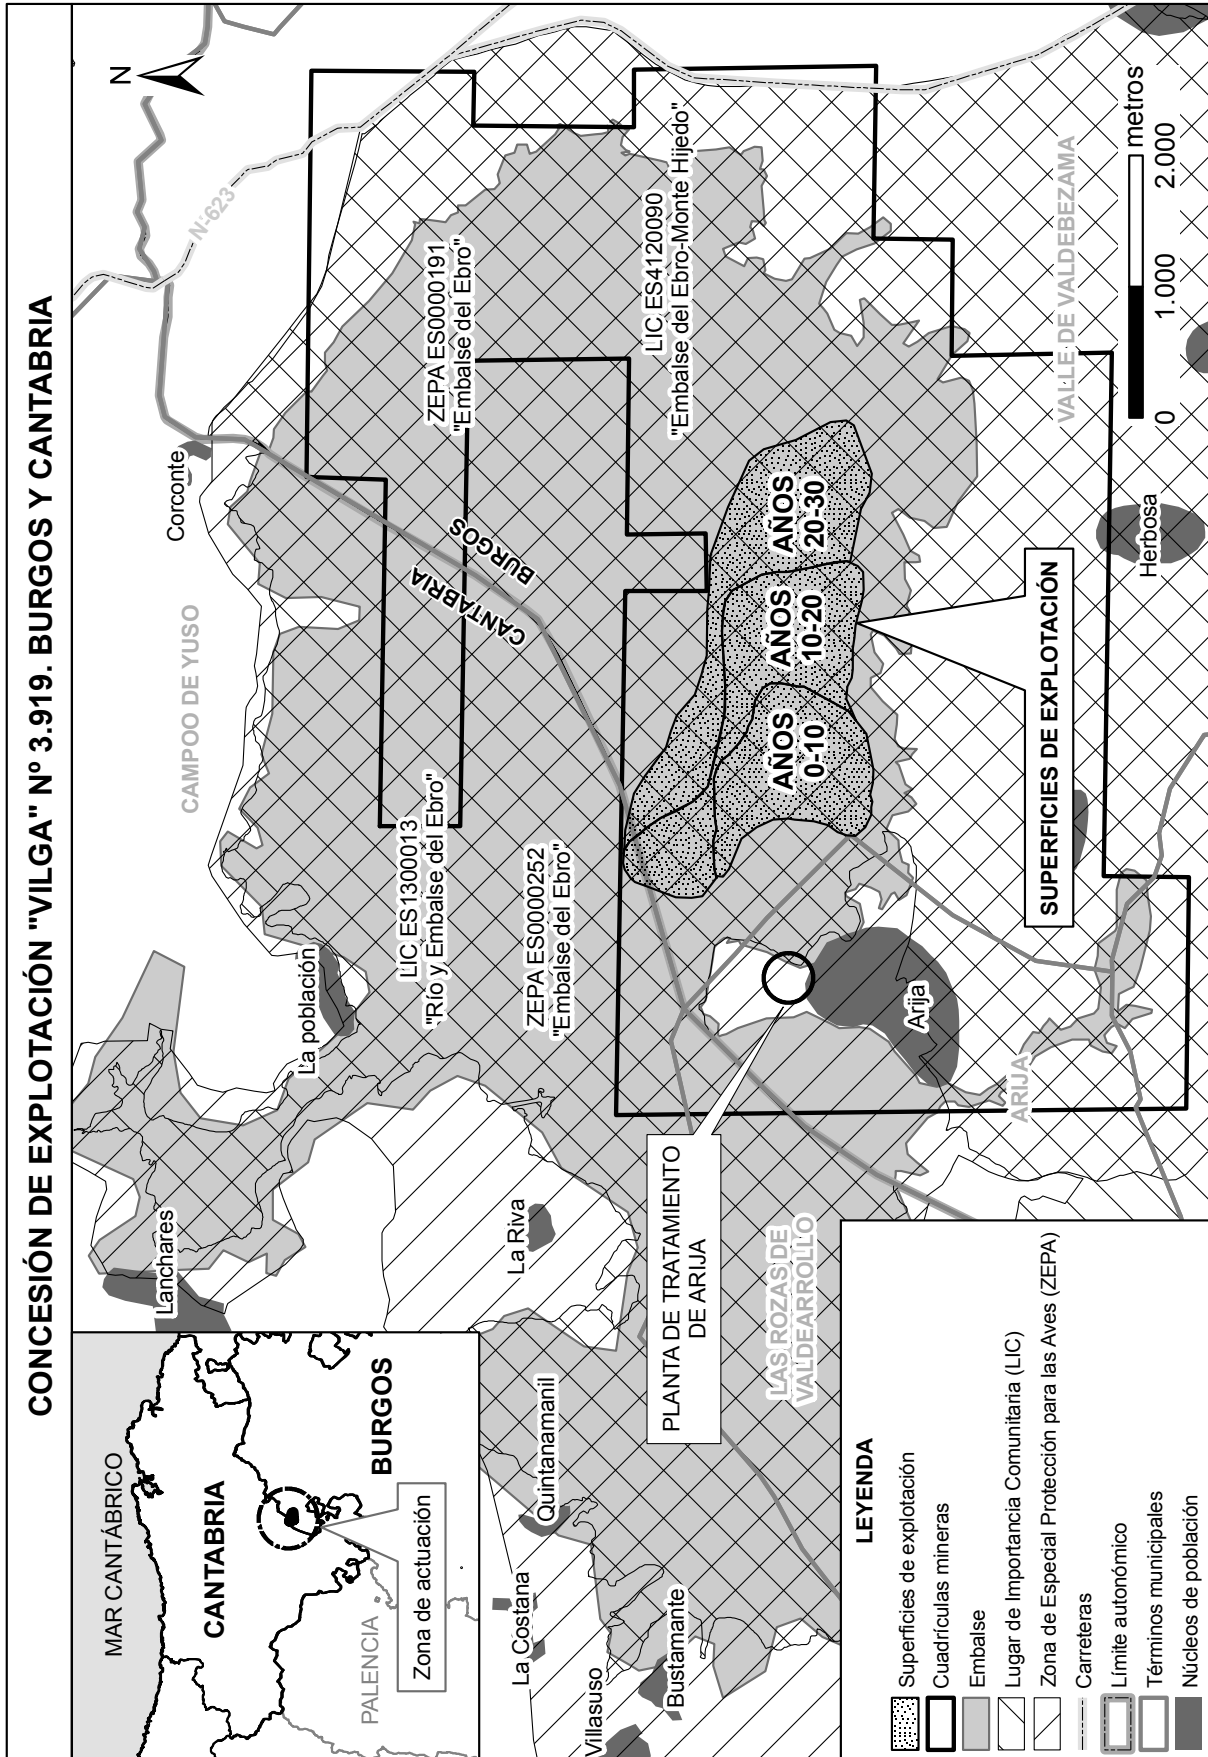 CONCESIÓN DE EXPLOTACIÓN "VILGA" Nº 3.919. BURGOS Y CANTABRIA
MAR CANTÁBRICO
CANTABRIA
BURGOS
PALENCIA
Zona de actuación
N
N-623
Corconte
CAMPOO DE YUSO
La población
Lanchares
La Riva
Quintanamanil
La Costana
Villasuso
Bustamante
LIC ES1300013
"Río y Embalse del Ebro"
ZEPA ES0000252
"Embalse del Ebro"
ZEPA ES0000191
"Embalse del Ebro"
LIC ES4120090
"Embalse del Ebro-Monte Hijedo"
CANTABRIA
BURGOS
AÑOS
0-10
AÑOS
10-20
AÑOS
20-30
PLANTA DE TRATAMIENTO
DE ARIJA
LAS ROZAS DE
VALDEARROLLO
Arija
ARIJA
SUPERFICIES DE EXPLOTACIÓN
Herbosa
VALLE DE VALDEBEZAMA
0
1.000
2.000
metros
LEYENDA
Superficies de explotación
Cuadrículas mineras
Embalse
Lugar de Importancia Comunitaria (LIC)
Zona de Especial Protección para las Aves (ZEPA)
Carreteras
Límite autonómico
Términos municipales
Núcleos de población